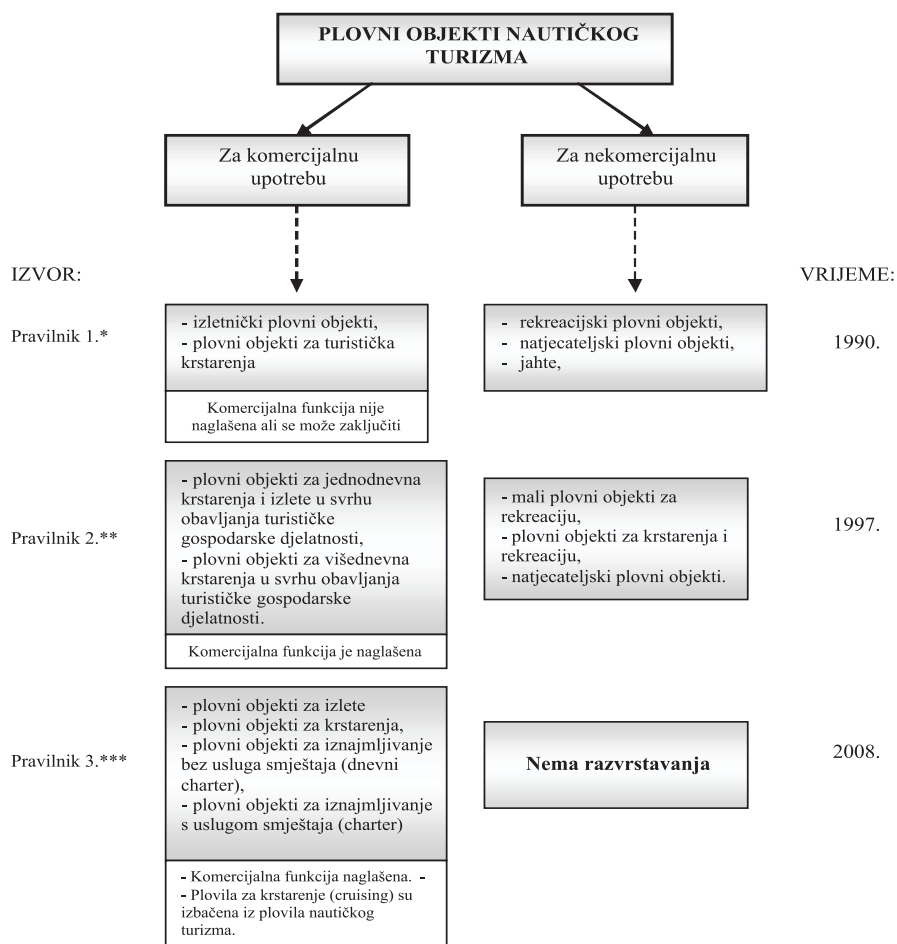 PLOVNI OBJEKTI NAUTIČKOG
TURIZMA
Za komercijalnu
upotrebu
Za nekomercijalnu
upotrebu
IZVOR:
VRIJEME:
Pravilnik 1.*
- izletnički plovni objekti,
- plovni objekti za turistička
krstarenja
Komercijalna funkcija nije
naglašena ali se može zaključiti
- rekreacijski plovni objekti,
- natjecateljski plovni objekti,
- jahte,
1990.
Pravilnik 2.**
- plovni objekti za jednodnevna
krstarenja i izlete u svrhu
obavljanja turističke
gospodarske djelatnosti,
- plovni objekti za višednevna
krstarenja u svrhu obavljanja
turističke gospodarske
djelatnosti.
Komercijalna funkcija je naglašena
- mali plovni objekti za
rekreaciju,
- plovni objekti za krstarenja i
rekreaciju,
- natjecateljski plovni objekti.
1997.
Pravilnik 3.***
- plovni objekti za izlete
- plovni objekti za krstarenja,
- plovni objekti za iznajmljivanje
bez usluga smještaja (dnevni
charter),
- plovni objekti za iznajmljivanje
s uslugom smještaja (charter)
- Komercijalna funkcija naglašena. -
- Plovila za krstarenje (cruising) su
izbačena iz plovila nautičkog
turizma.
Nema razvrstavanja
2008.